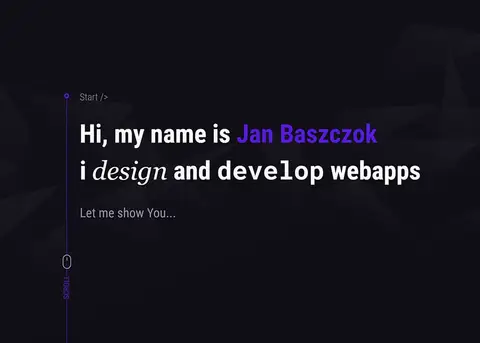 Start />
Hi, my name is Jan Baszczok
i design and develop webapps
Let me show You...